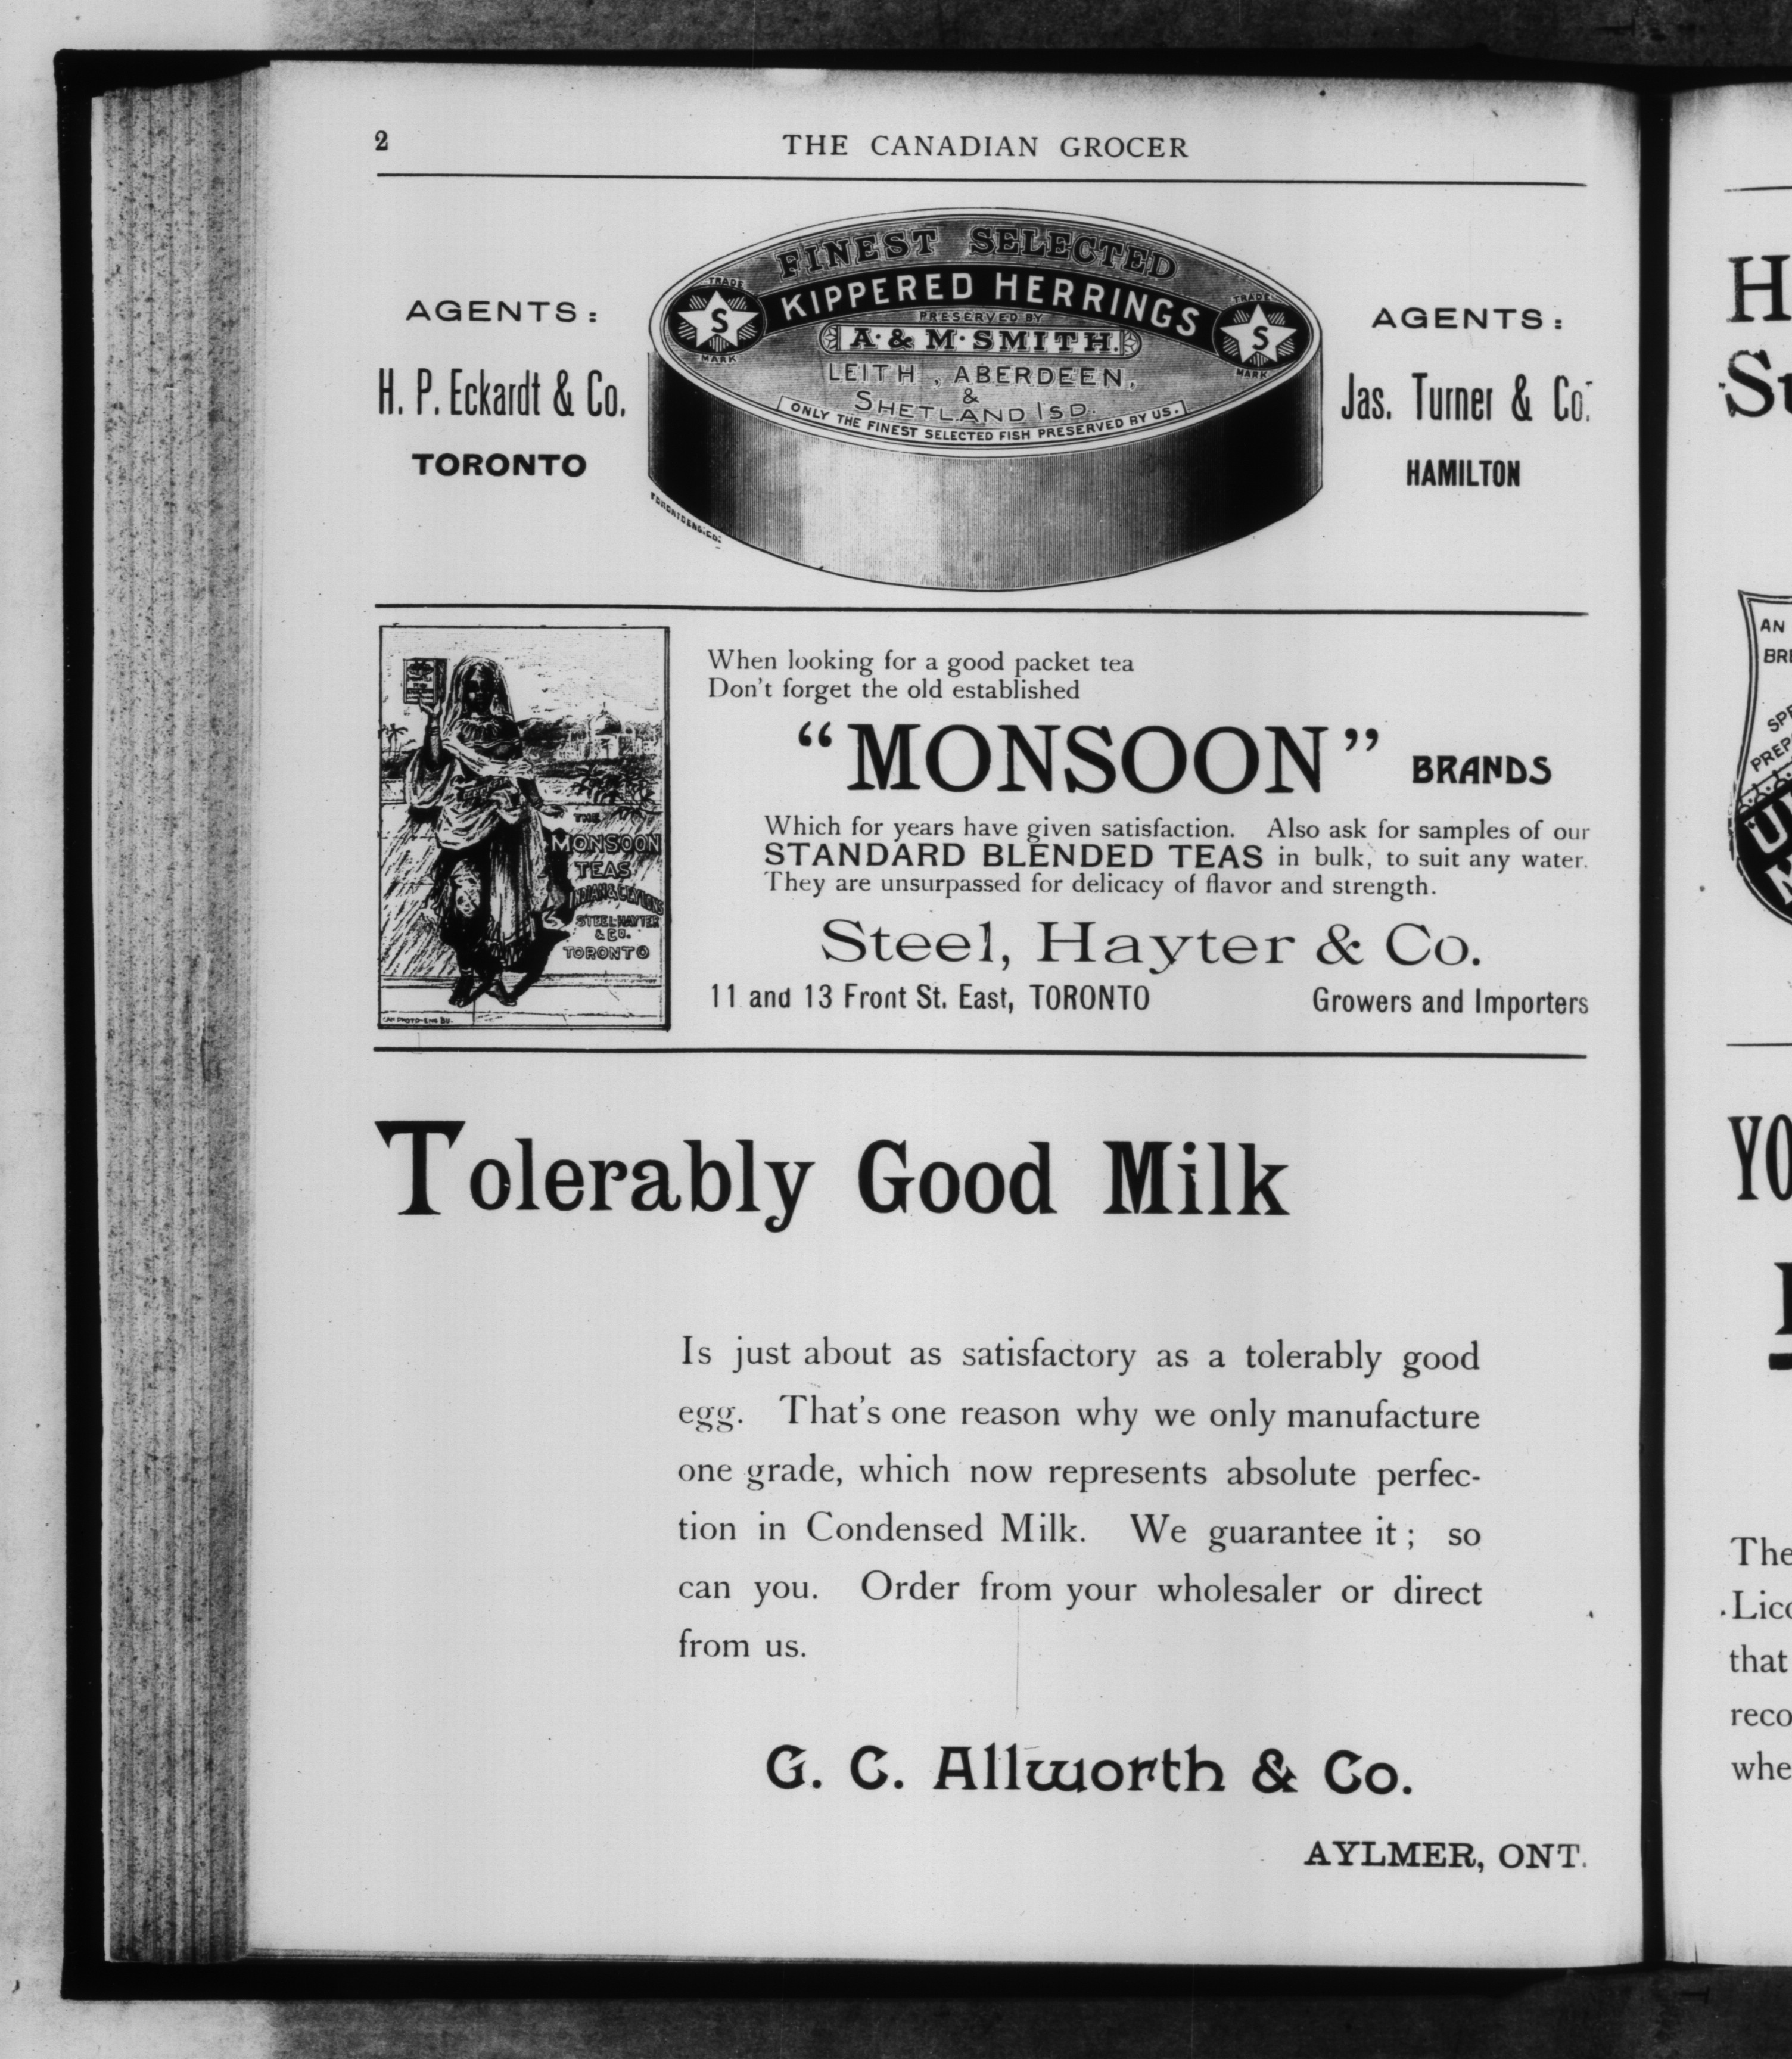 2
THE CANADIAN GROCER
AGENTS:
H. P. Eckardt & Co.
TORONTO
FINEST SELECTED
KIPPERED HERRINGS
TRADE
S
MARK
TRADE
S
MARK
PRESERVED BY
A. & M. SMITH.
LEITH, ABERDEEN,
&
SHETLAND ISD.
ONLY THE FINEST SELECTED FISH PRESERVED BY US.
TORONTO ENG. CO.
AGENTS:
Jas. Turner & Co.
HAMILTON
THE
MONSOON
TEAS
INDIAN & CEYLONS
STEEL HAYTER
& CO.
TORONTO
When looking for a good packet tea
Don't forget the old established
"MONSOON" BRANDS
Which for years have given satisfaction. Also ask for samples of our
STANDARD BLENDED TEAS in bulk, to suit any water.
They are unsurpassed for delicacy of flavor and strength.
Steel, Hayter & Co.
11 and 13 Front St. East, TORONTO Growers and Importers
Tolerably Good Milk
Is just about as satisfactory as a tolerably good
egg. That's one reason why we only manufacture
one grade, which now represents absolute perfec-
tion in Condensed Milk. We guarantee it; so
can you. Order from your wholesaler or direct
from us.
G. C. Allworth & Co.
AYLMER, ONT.
H
AN
YO
The
that
reco
whe